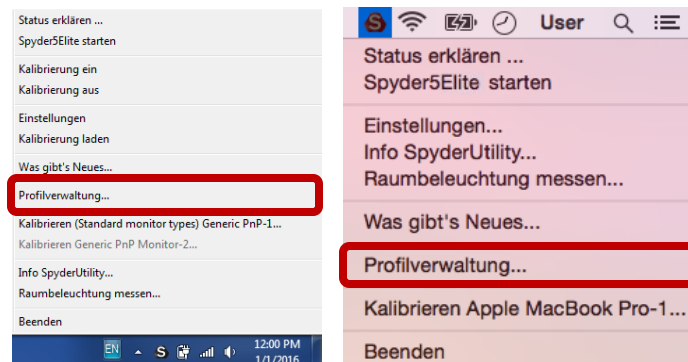 Status erklären ...
Spyder5Elite starten
Kalibrierung ein
Kalibrierung aus
Einstellungen
Kalibrierung laden
Was gibt's Neues...
Profilverwaltung...
Kalibrieren (Standard monitor types) Generic PnP-1...
Kalibrieren Generic PnP Monitor-2...
Info SpyderUtility...
Raumbeleuchtung messen...
Beenden
EN S 12:00 PM
1/1/2016
S User
Status erklären ...
Spyder5Elite starten
Einstellungen...
Info SpyderUtility...
Raumbeleuchtung messen...
Was gibt's Neues...
Profilverwaltung...
Kalibrieren Apple MacBook Pro-1...
Beenden